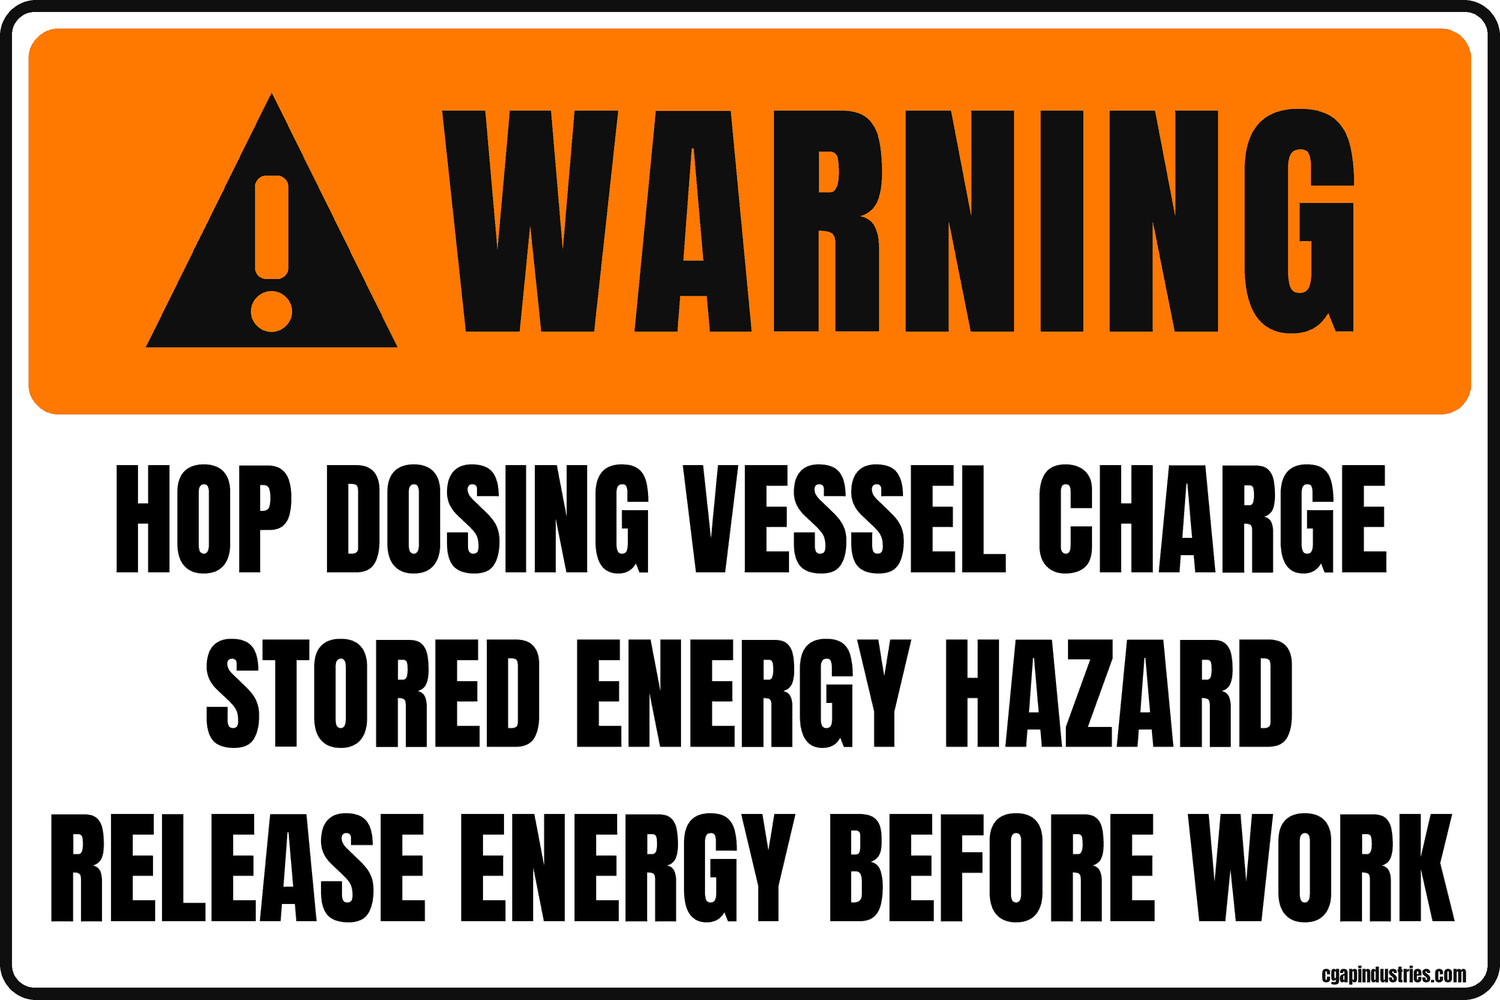 WARNING
HOP DOSING VESSEL CHARGE
STORED ENERGY HAZARD
RELEASE ENERGY BEFORE WORK
cgapindustries.com